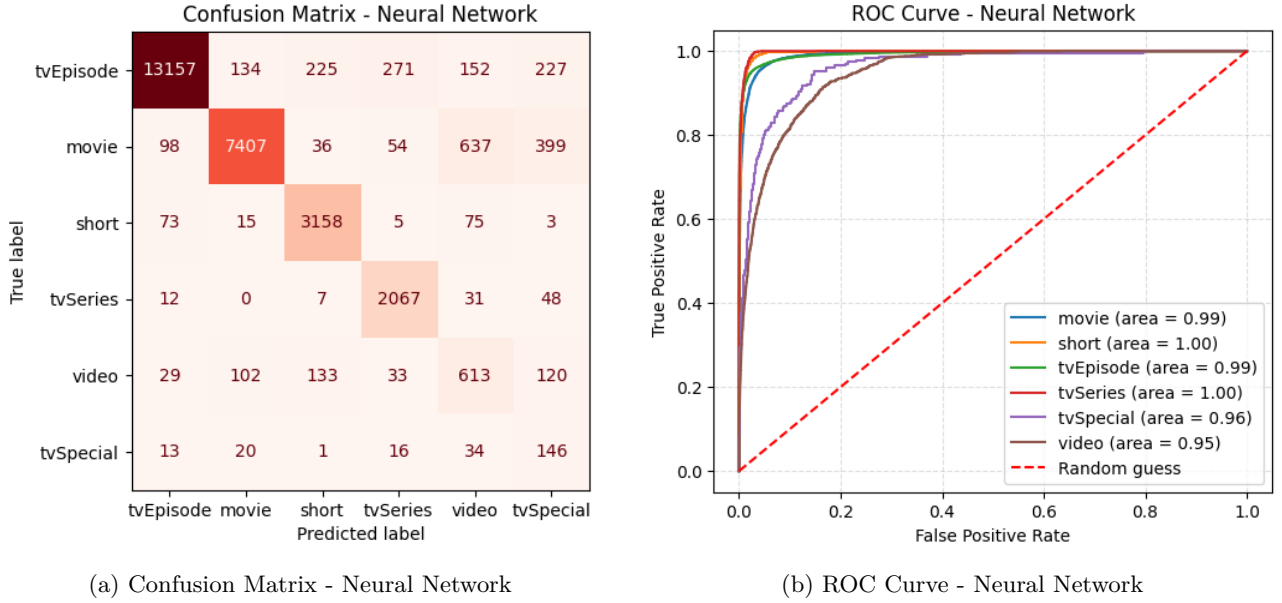 Confusion Matrix - Neural Network
tvEpisode 13157 134 225 271 152 227
movie 98 7407 36 54 637 399
short 73 15 3158 5 75 3
tvSeries 12 0 7 2067 31 48
video 29 102 133 33 613 120
tvSpecial 13 20 1 16 34 146
tvEpisode movie short tvSeries video tvSpecial
Predicted label
True label
ROC Curve - Neural Network
1.0
0.8
0.6
0.4
0.2
0.0
0.0 0.2 0.4 0.6 0.8 1.0
False Positive Rate
True Positive Rate
movie (area = 0.99)
short (area = 1.00)
tvEpisode (area = 0.99)
tvSeries (area = 1.00)
tvSpecial (area = 0.96)
video (area = 0.95)
Random guess
(a) Confusion Matrix - Neural Network
(b) ROC Curve - Neural Network